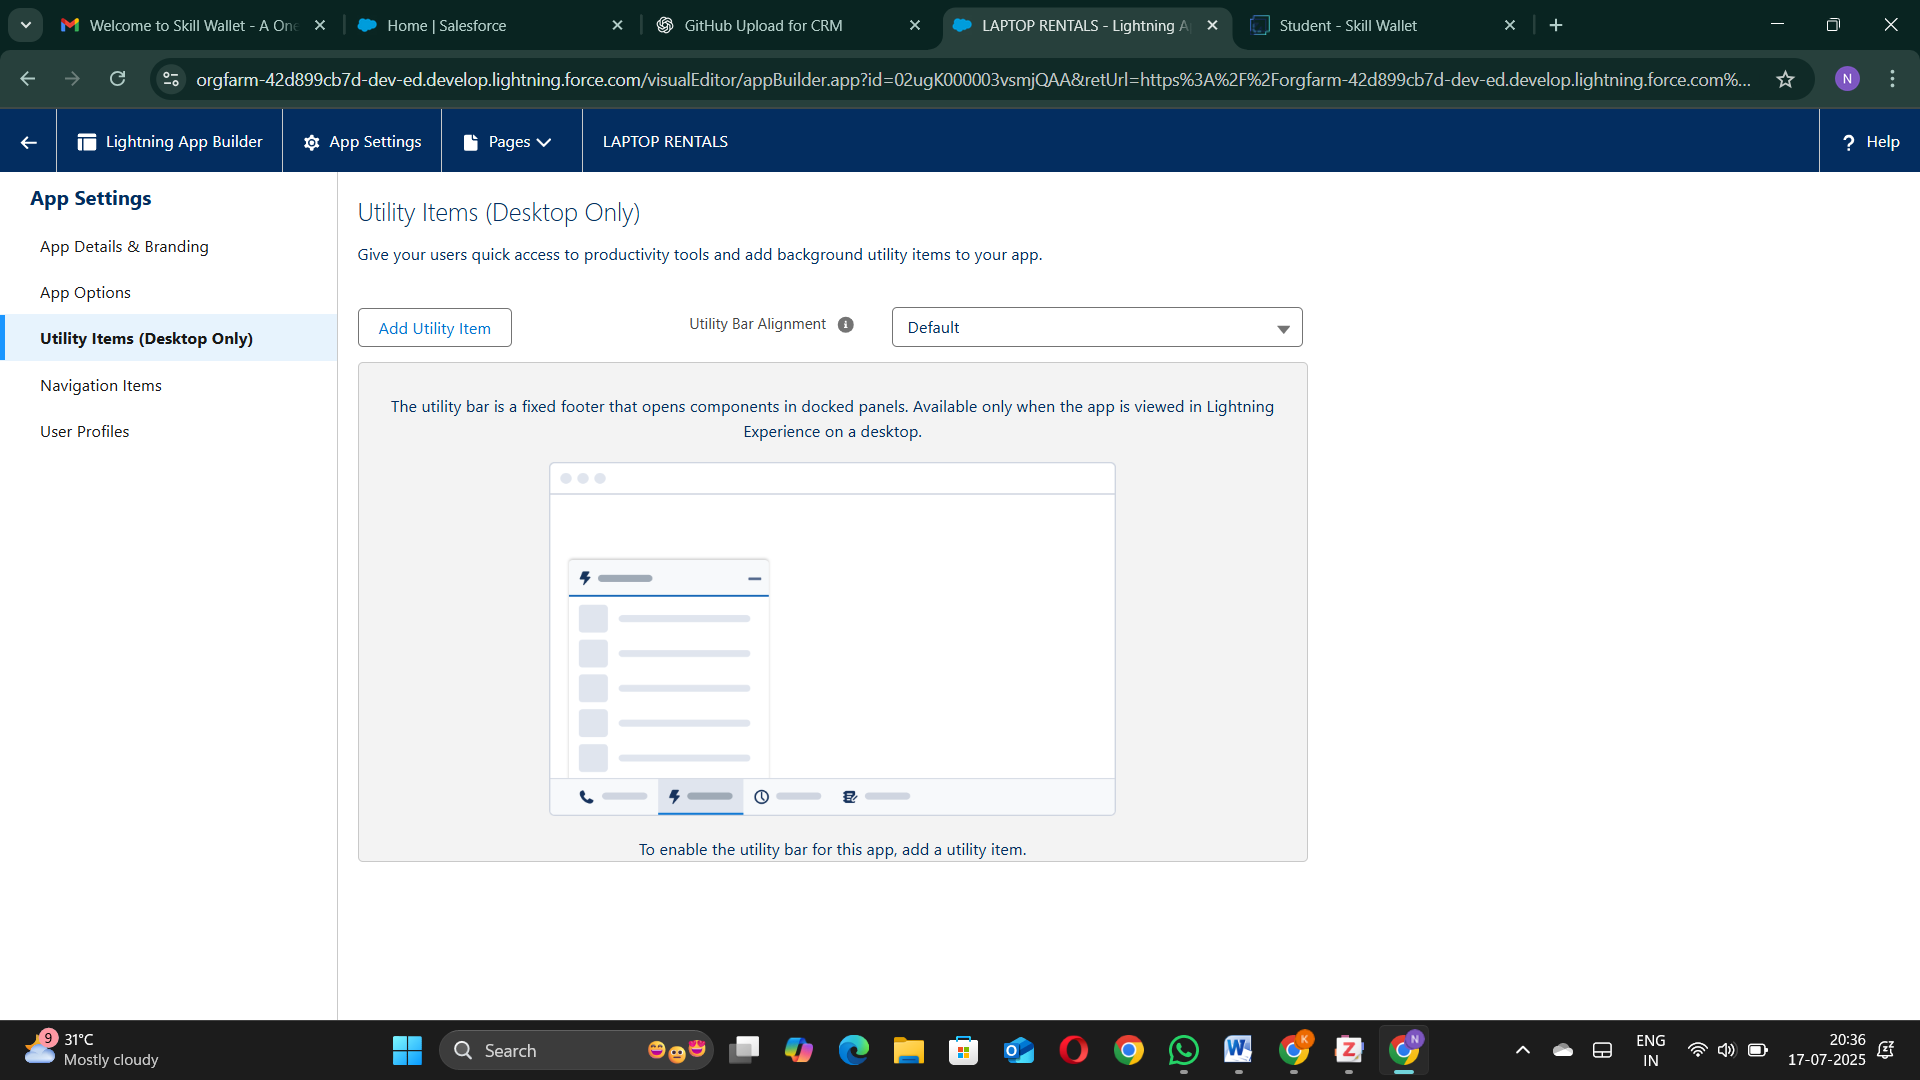 Welcome to Skill Wallet - A One
Home | Salesforce
GitHub Upload for CRM
LAPTOP RENTALS - Lightning A
Student - Skill Wallet
orgfarm-42d899cb7d-dev-ed.develop.lightning.force.com/visualEditor/appBuilder.app?id=02ugK000003vsmjQAA&retUrl=https%3A%2F%2Forgfarm-42d899cb7d-dev-ed.develop.lightning.force.com%...
N
Lightning App Builder
App Settings
Pages
LAPTOP RENTALS
? Help
App Settings
App Details & Branding
App Options
Utility Items (Desktop Only)
Navigation Items
User Profiles
Utility Items (Desktop Only)
Give your users quick access to productivity tools and add background utility items to your app.
Add Utility Item
Utility Bar Alignment
Default
The utility bar is a fixed footer that opens components in docked panels. Available only when the app is viewed in Lightning
Experience on a desktop.
To enable the utility bar for this app, add a utility item.
9
31°C
Mostly cloudy
Search
K
N
ENG
IN
20:36
17-07-2025